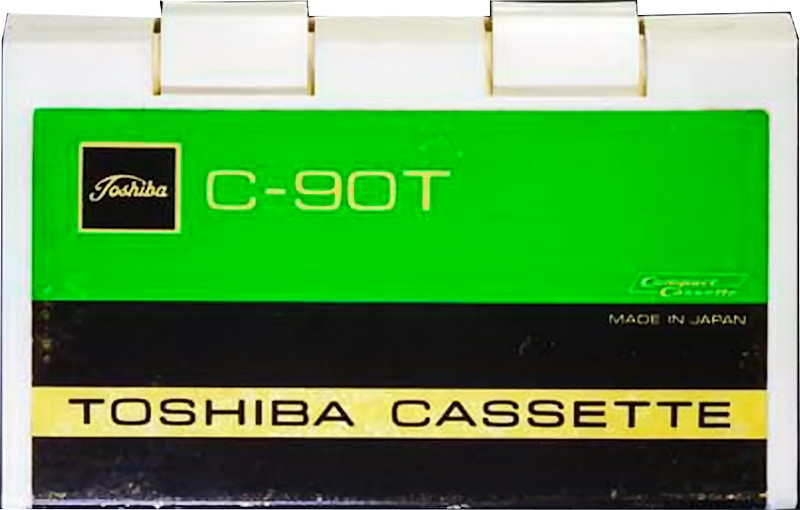 Toshiba
C-90T
Compact
Cassette
MADE IN JAPAN
TOSHIBA CASSETTE